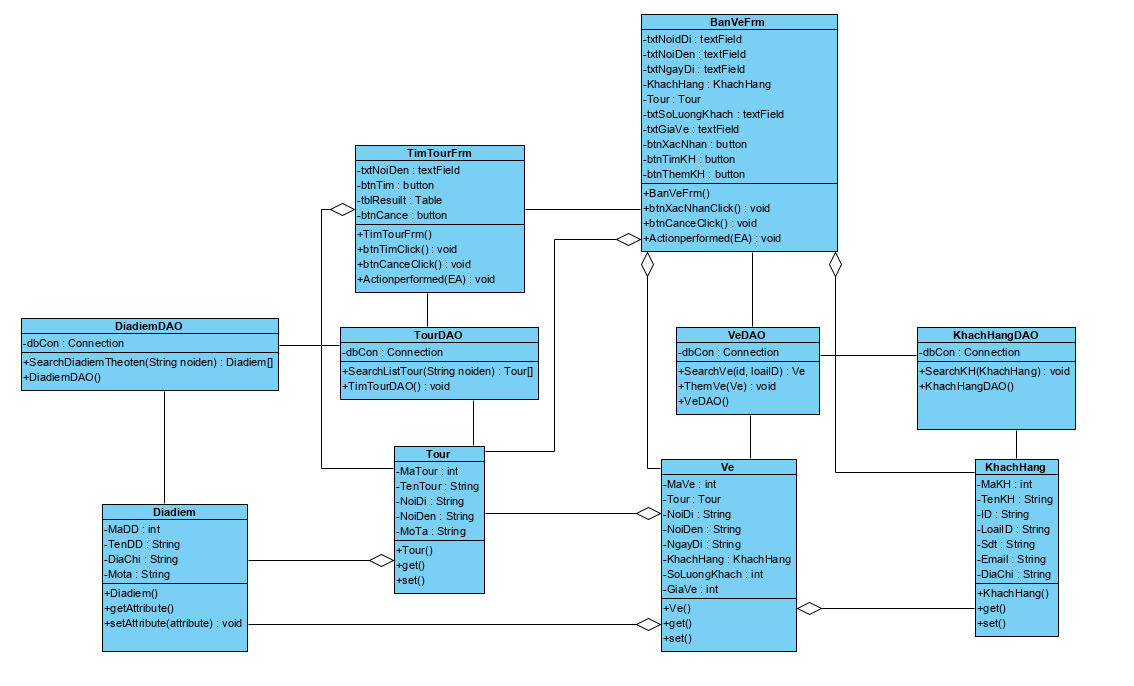 BanVeFrm
-txtNoidDi : textField
-txtNoiDen : textField
-txtNgayDi : textField
-KhachHang : KhachHang
-Tour : Tour
-txtSoLuongKhach : textField
-txtGiaVe : textField
-btnXacNhan : button
-btnTimKH : button
-btnThemKH : button
+BanVeFrm()
+btnXacNhanClick() : void
+btnCanceClick() : void
+Actionperformed(EA) : void
TimTourFrm
-txtNoiDen : textField
-btnTim : button
-tblResuilt : Table
-btnCance : button
+TimTourFrm()
+btnTimClick() : void
+btnCanceClick() : void
+Actionperformed(EA) : void
DiadiemDAO
-dbCon : Connection
+SearchDiadiemTheoten(String noiden) : Diadiem[]
+DiadiemDAO()
TourDAO
-dbCon : Connection
+SearchListTour(String noiden) : Tour[]
+TimTourDAO() : void
VeDAO
-dbCon : Connection
+SearchVe(id, loaiID) : Ve
+ThemVe(Ve) : void
+VeDAO()
KhachHangDAO
-dbCon : Connection
+SearchKH(KhachHang) : void
+KhachHangDAO()
Tour
-MaTour : int
-TenTour : String
-NoiDi : String
-NoiDen : String
-MoTa : String
+Tour()
+get()
+set()
Ve
-MaVe : int
-Tour : Tour
-NoiDi : String
-NoiDen : String
-NgayDi : String
-KhachHang : KhachHang
-SoLuongKhach : int
-GiaVe : int
+Ve()
+get()
+set()
KhachHang
-MaKH : int
-TenKH : String
-ID : String
-LoaiID : String
-Sdt : String
-Email : String
-DiaChi : String
+KhachHang()
+get()
+set()
Diadiem
-MaDD : int
-TenDD : String
-DiaChi : String
-Mota : String
+Diadiem()
+getAttribute()
+setAttribute(attribute) : void